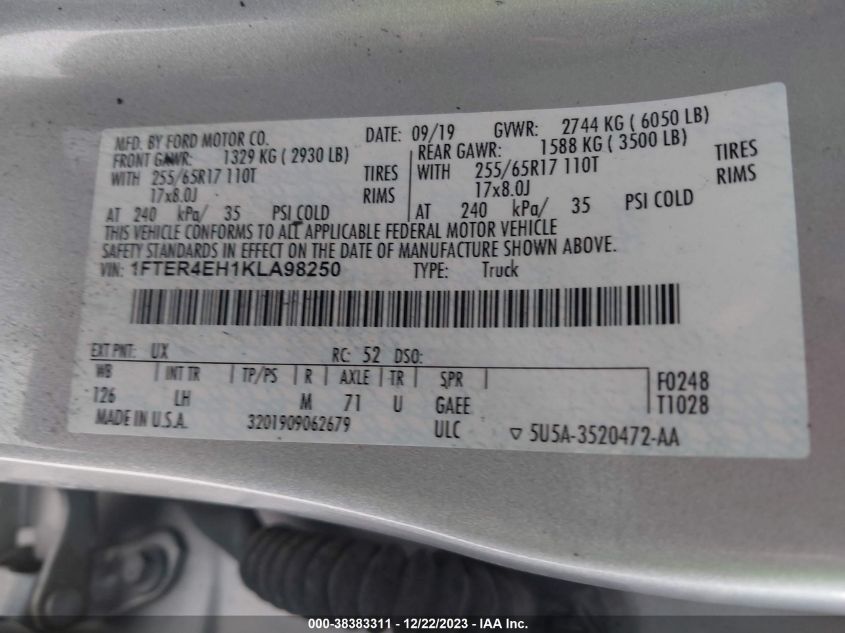 MFD. BY FORD MOTOR CO. DATE: 09/19 GVWR: 2744 KG ( 6050 LB)
FRONT GAWR: 1329 KG ( 2930 LB) REAR GAWR: 1588 KG ( 3500 LB)
WITH 255/65R17 110T TIRES WITH 255/65R17 110T TIRES
17x8.0J RIMS 17x8.0J RIMS
AT 240 kPa/ 35 PSI COLD AT 240 kPa/ 35 PSI COLD
THIS VEHICLE CONFORMS TO ALL APPLICABLE FEDERAL MOTOR VEHICLE
SAFETY STANDARDS IN EFFECT ON THE DATE OF MANUFACTURE SHOWN ABOVE.
VIN: 1FTER4EH1KLA98250 TYPE: Truck
EXT PNT: UX RC: 52 DSO:
WB INT TR TP/PS R AXLE TR SPR F0248
126 LH M 71 U GAEE T1028
MADE IN U.S.A. 3201909062679 ULC ▽ 5U5A-3520472-AA
000-38383311 - 12/22/2023 - IAA Inc.